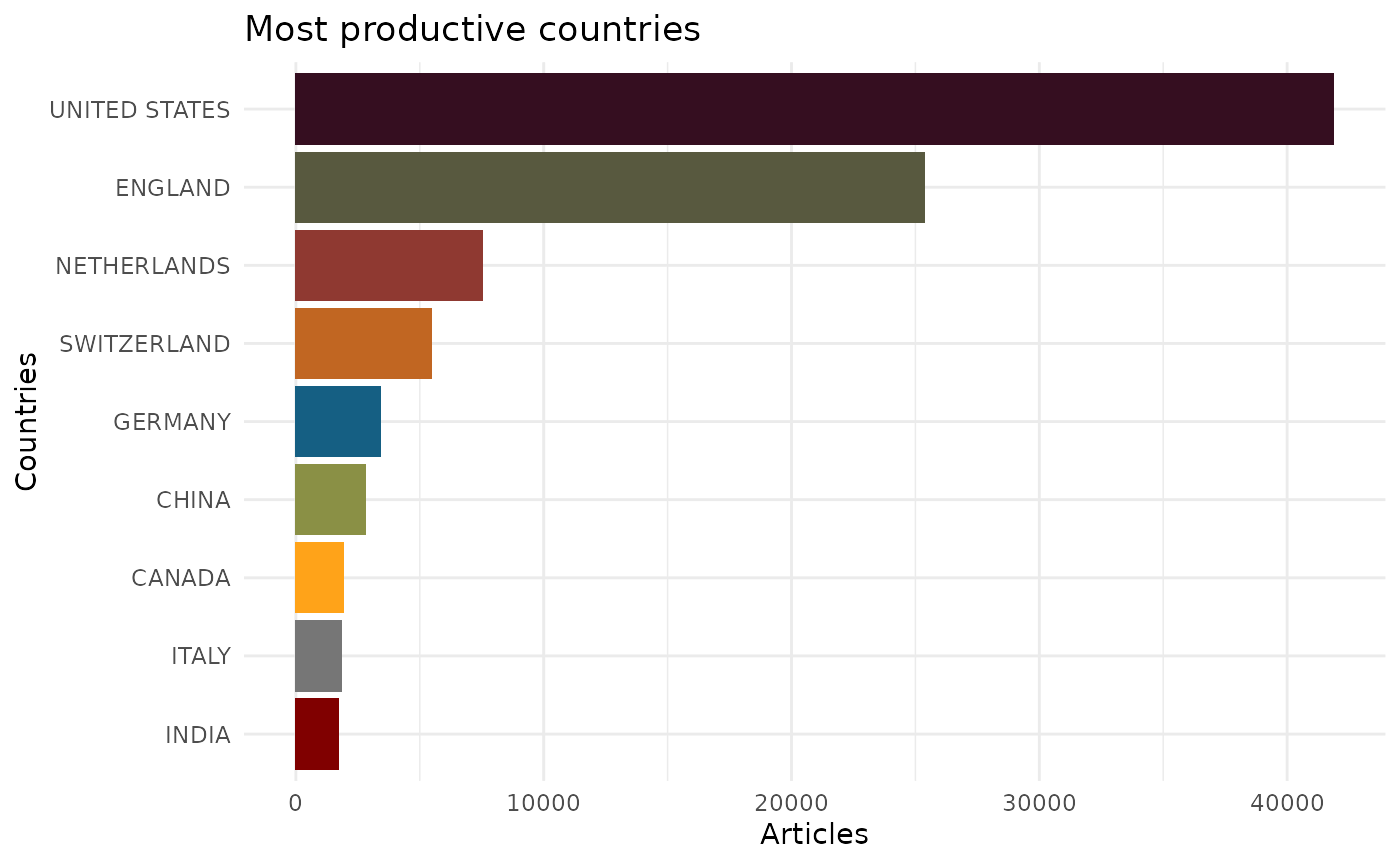 Most productive countries
UNITED STATES
ENGLAND
NETHERLANDS
SWITZERLAND
GERMANY
CHINA
CANADA
ITALY
INDIA
Countries
0 10000 20000 30000 40000
Articles